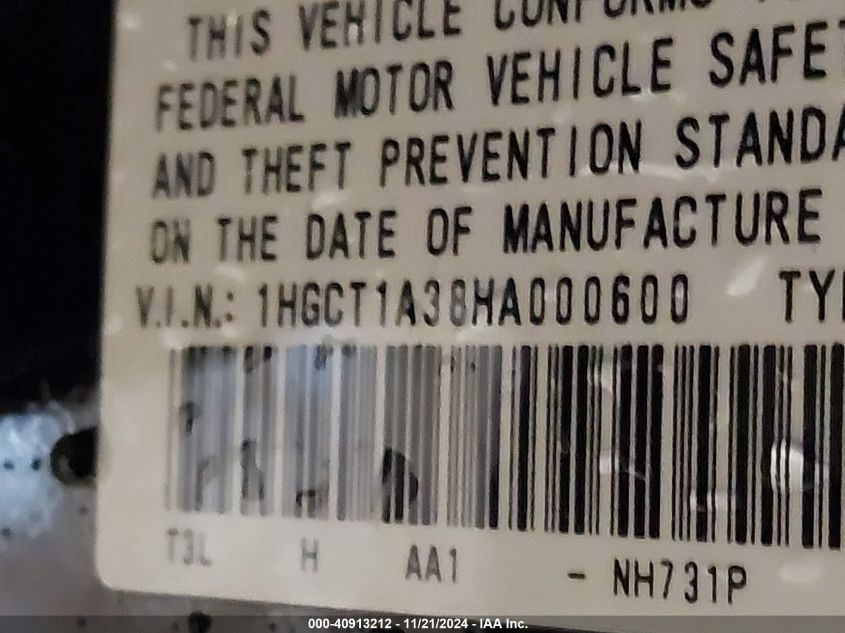 THIS VEHICLE CONFORMS
FEDERAL MOTOR VEHICLE SAFET
AND THEFT PREVENTION STANDA
ON THE DATE OF MANUFACTURE
V.I.N.: 1HGCT1A38HA000600 TY
T3L H AA1 - NH731P
000-40913212 - 11/21/2024 - IAA Inc.